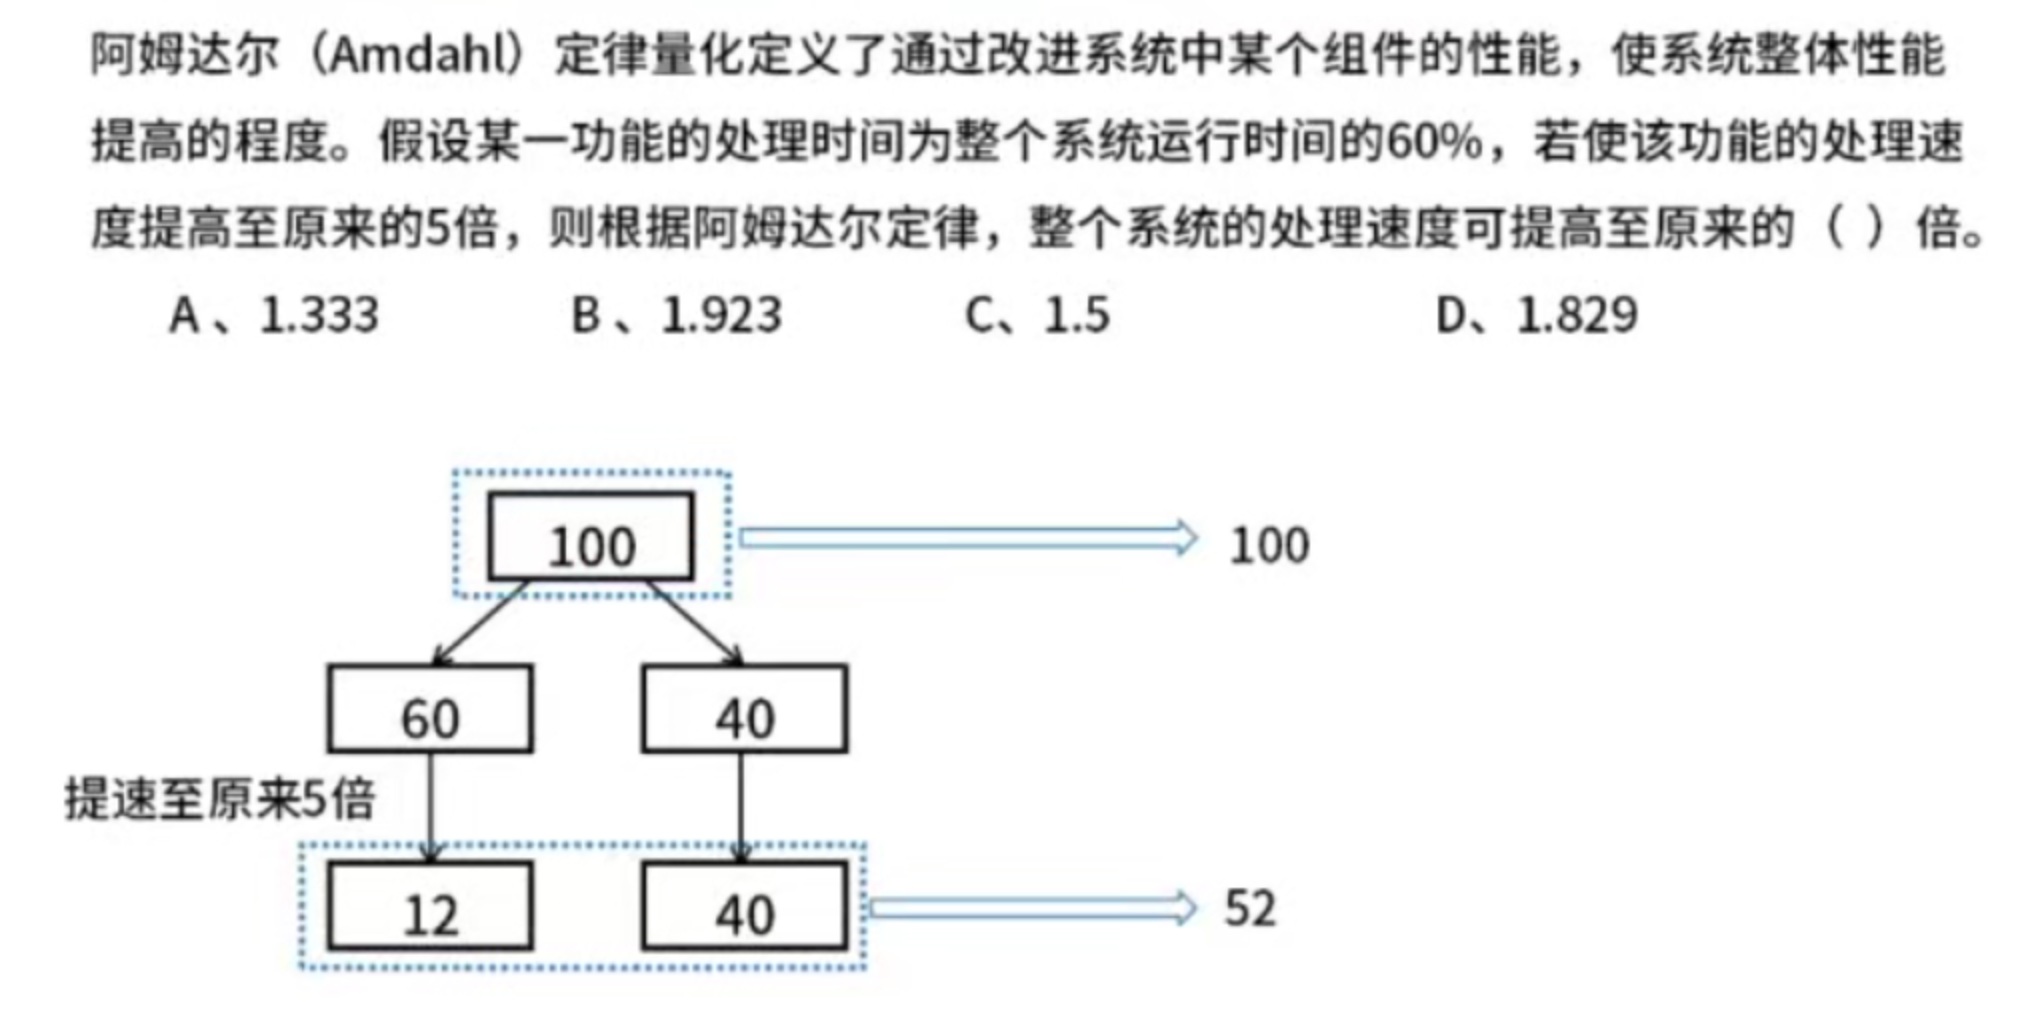 阿姆达尔（Amdahl）定律量化定义了通过改进系统中某个组件的性能，使系统整体性能
提高的程度。假设某一功能的处理时间为整个系统运行时间的60%，若使该功能的处理速
度提高至原来的5倍，则根据阿姆达尔定律，整个系统的处理速度可提高至原来的（ ）倍。
A、1.333 B、1.923 C、1.5 D、1.829
100 100
60 40
提速至原来5倍
12 40 52